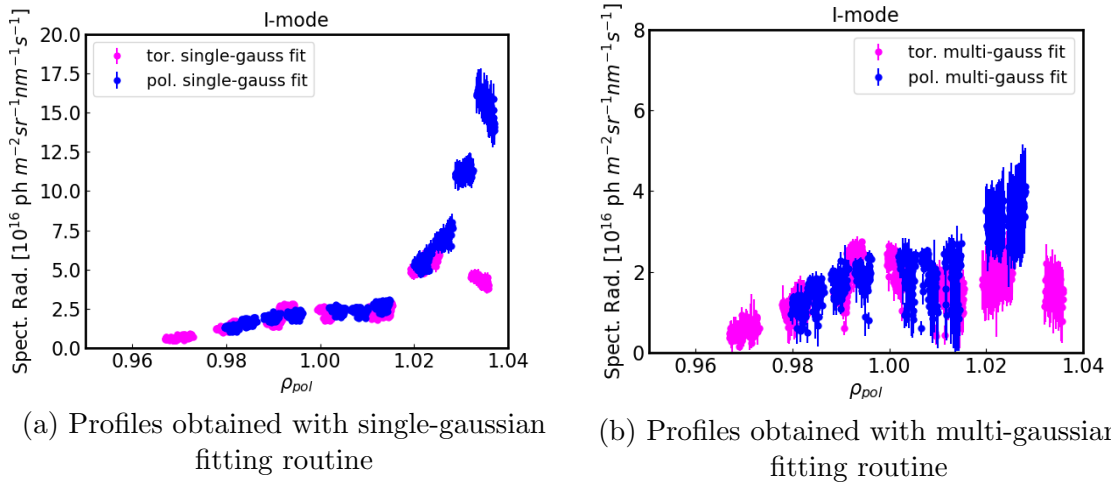 I-mode
Spect. Rad. [10^16 ph m^−2 sr^−1 nm^−1 s^−1]
20.0
17.5
15.0
12.5
10.0
7.5
5.0
2.5
0.0
tor. single-gauss fit
pol. single-gauss fit
0.96 0.98 1.00 1.02 1.04
ρ_pol
(a) Profiles obtained with single-gaussian
fitting routine
I-mode
Spect. Rad. [10^16 ph m^−2 sr^−1 nm^−1 s^−1]
8
6
4
2
0
tor. multi-gauss fit
pol. multi-gauss fit
0.96 0.98 1.00 1.02 1.04
ρ_pol
(b) Profiles obtained with multi-gaussian
fitting routine